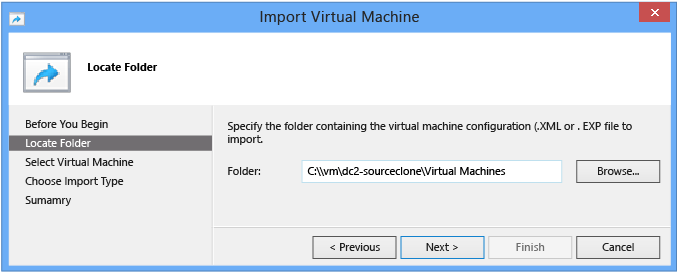 Import Virtual Machine
Locate Folder
Before You Begin
Locate Folder
Select Virtual Machine
Choose Import Type
Sumamry
Specify the folder containing the virtual machine configuration (.XML or . EXP file to
import.
Folder: C:\\vm\dc2-sourceclone\Virtual Machines Browse...
< Previous Next > Finish Cancel